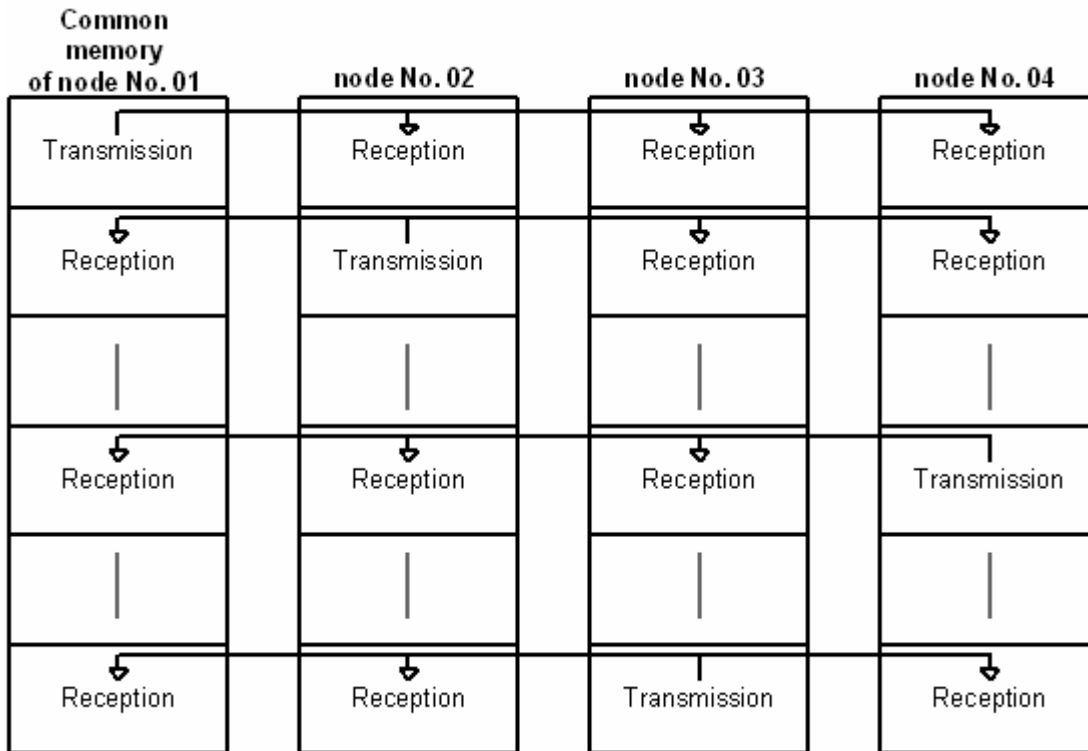 Common
memory
of node No. 01 node No. 02 node No. 03 node No. 04
Transmission Reception Reception Reception
Reception Transmission Reception Reception
Reception Reception Reception Transmission
Reception Reception Transmission Reception